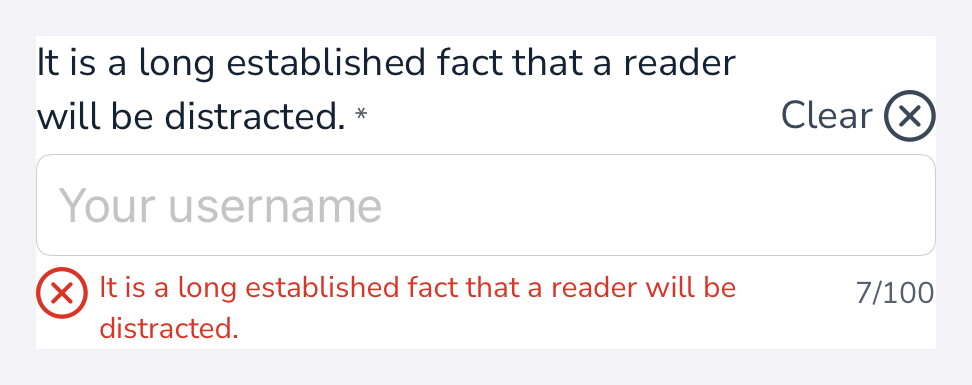 It is a long established fact that a reader
will be distracted. *
Clear
Your username
It is a long established fact that a reader will be
distracted.
7/100